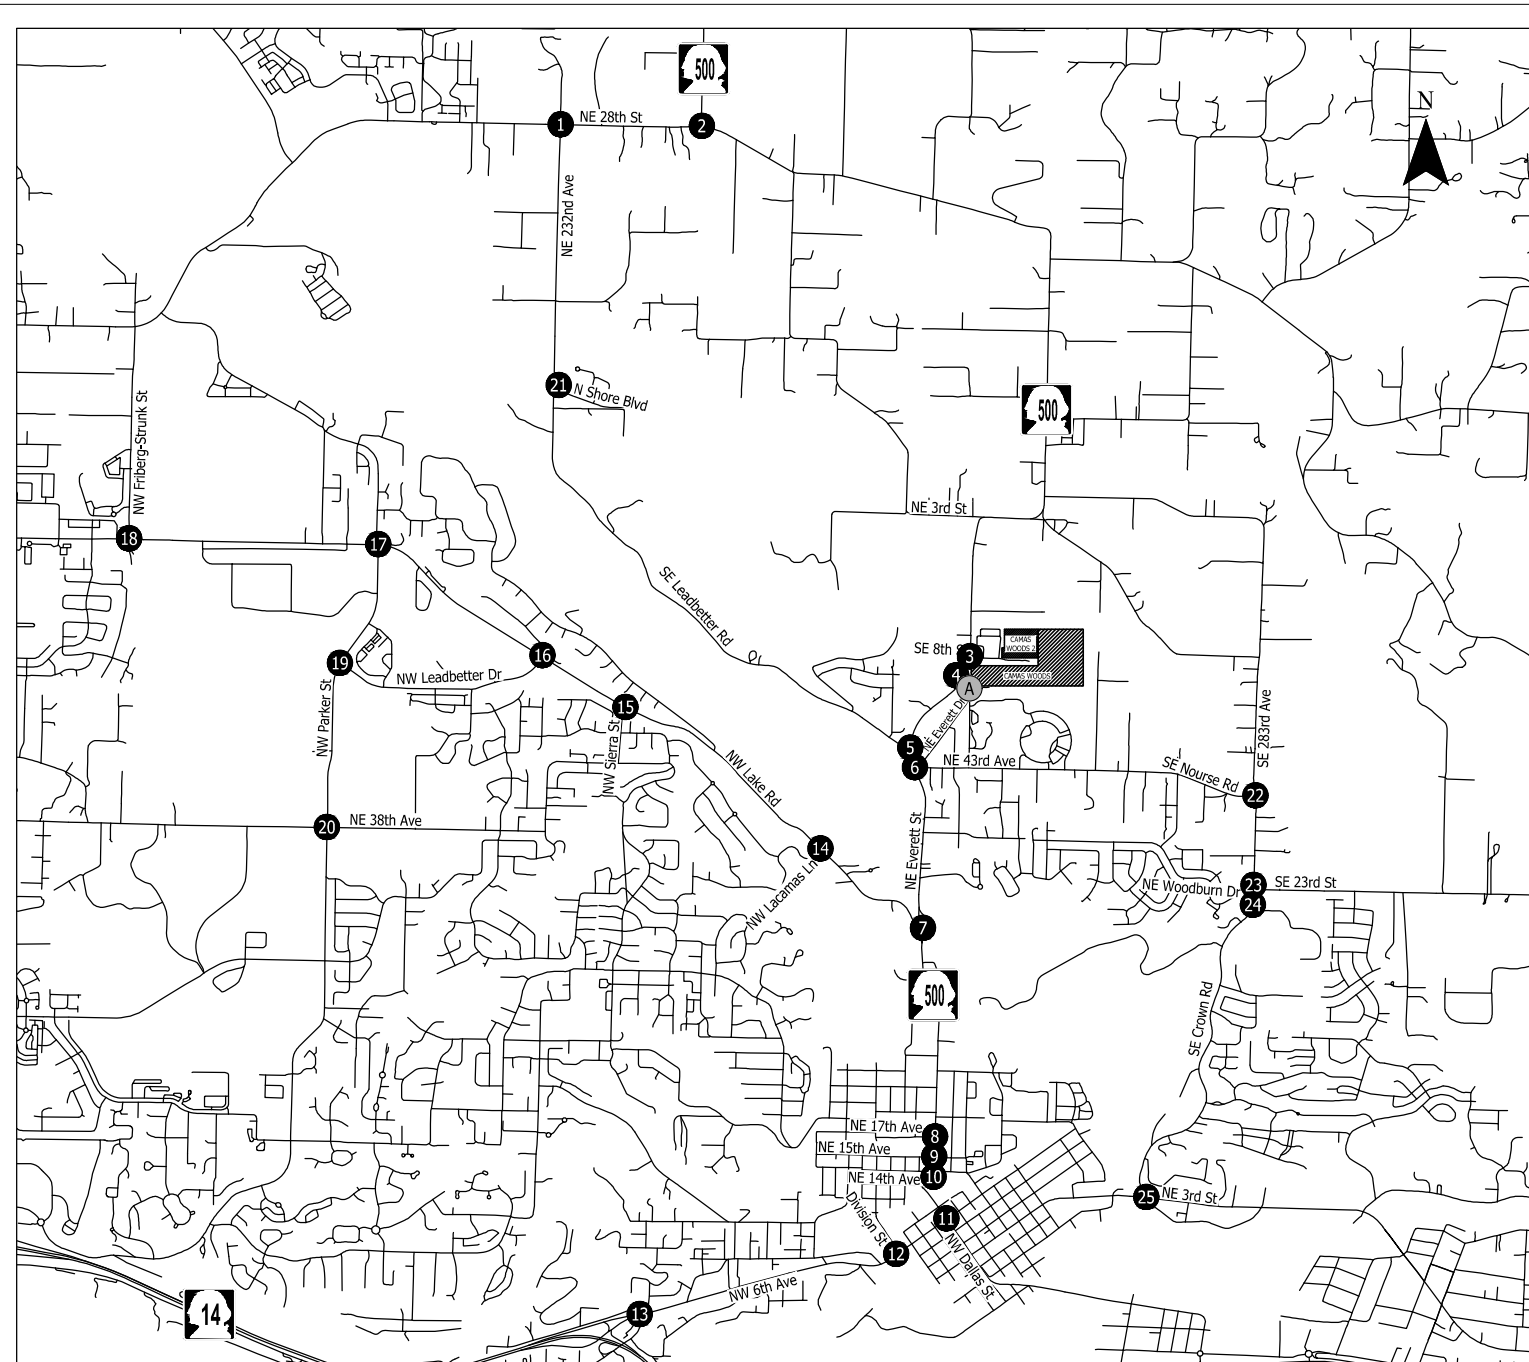 500
N
1
NE 28th St
2
NE 232nd Ave
21
N Shore Blvd
500
NW Friberg-Strunk St
NE 3rd St
18
17
SE Leadbetter Rd
CAMAS
WOODS 2
SE 8th S
3
16
19
4
CAMAS WOODS
NW Leadbetter Dr
A
15
NW Parker St
NW Sierra St
NE Everett Dr
SE 283rd Ave
5
6
NE 43rd Ave
SE Nourse Rd
NW Lake Rd
22
20
NE 38th Ave
14
NE Everett St
NW Lacamas Ln
NE Woodburn Dr
23
SE 23rd St
24
7
500
SE Crown Rd
NE 17th Ave
8
NE 15th Ave
9
NE 14th Ave
10
25
NE 3rd St
Division St
11
12
NW Dallas St
NW 6th Ave
13
14